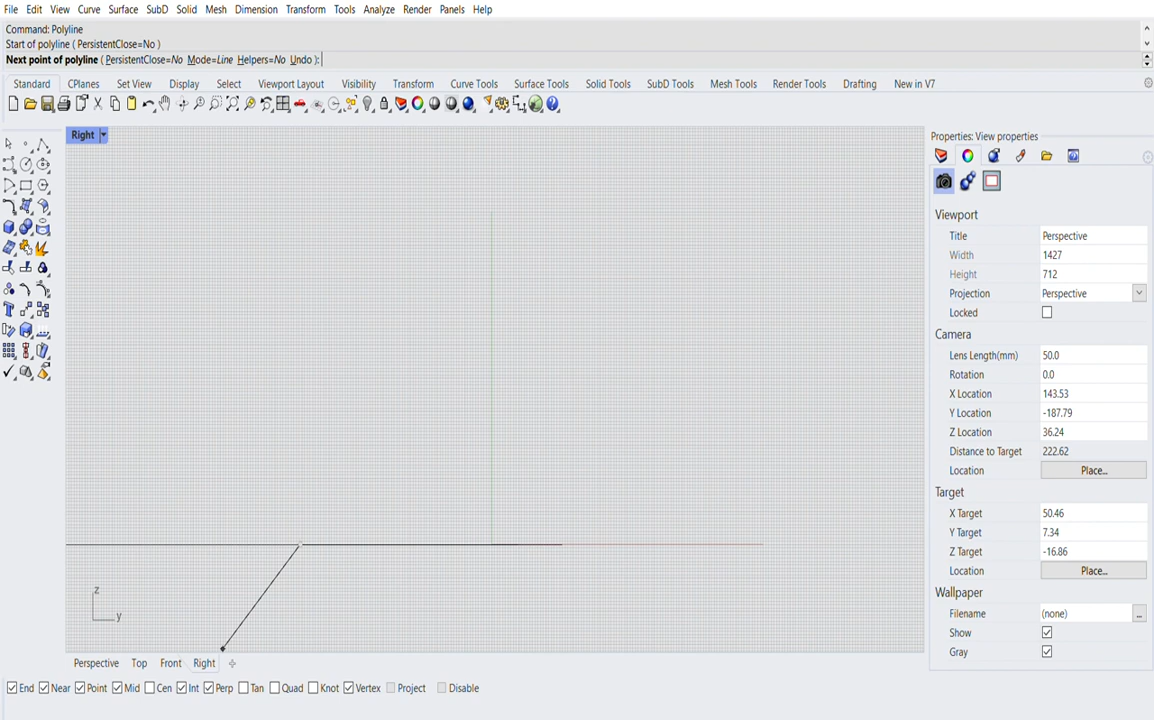 File Edit View Curve Surface SubD Solid Mesh Dimension Transform Tools Analyze Render Panels Help
Command: Polyline
Start of polyline ( PersistentClose=No )
Next point of polyline ( PersistentClose=No Mode=Line Helpers=No Undo ):
Standard CPlanes Set View Display Select Viewport Layout Visibility Transform Curve Tools Surface Tools Solid Tools SubD Tools Mesh Tools Render Tools Drafting New in V7
Right
Properties: View properties
Viewport
Title Perspective
Width 1427
Height 712
Projection Perspective
Locked
Camera
Lens Length(mm) 50.0
Rotation 0.0
X Location 143.53
Y Location -187.79
Z Location 36.24
Distance to Target 222.62
Location Place...
Target
X Target 50.46
Y Target 7.34
Z Target -16.86
Location Place...
Wallpaper
Filename (none) ...
Show
Gray
z
y
Perspective Top Front Right
End Near Point Mid Cen Int Perp Tan Quad Knot Vertex Project Disable